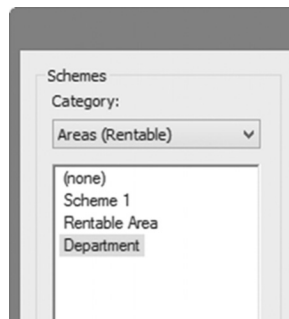 Schemes
Category:
Areas (Rentable)
(none)
Scheme 1
Rentable Area
Department